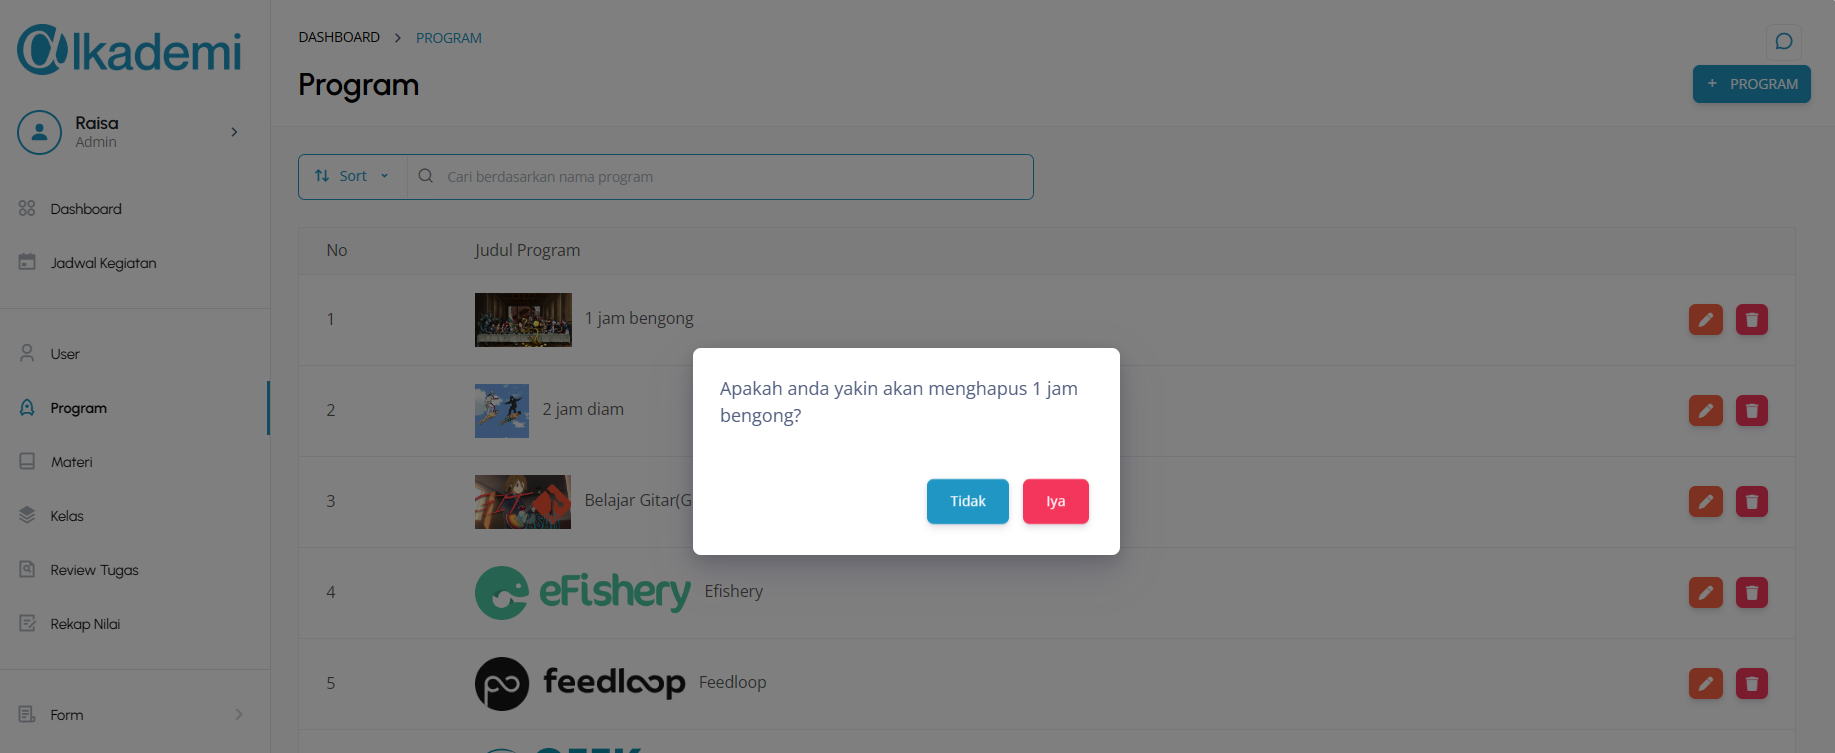 @lkademi
DASHBOARD > PROGRAM
Program
+ PROGRAM
Raisa
Admin
Dashboard
Jadwal Kegiatan
User
Program
Materi
Kelas
Review Tugas
Rekap Nilai
Form
Sort
Cari berdasarkan nama program
No Judul Program
1 1 jam bengong
2 2 jam diam
3 Belajar Gitar(G
4 eFishery Efishery
5 feedloop Feedloop
Apakah anda yakin akan menghapus 1 jam
bengong?
Tidak Iya